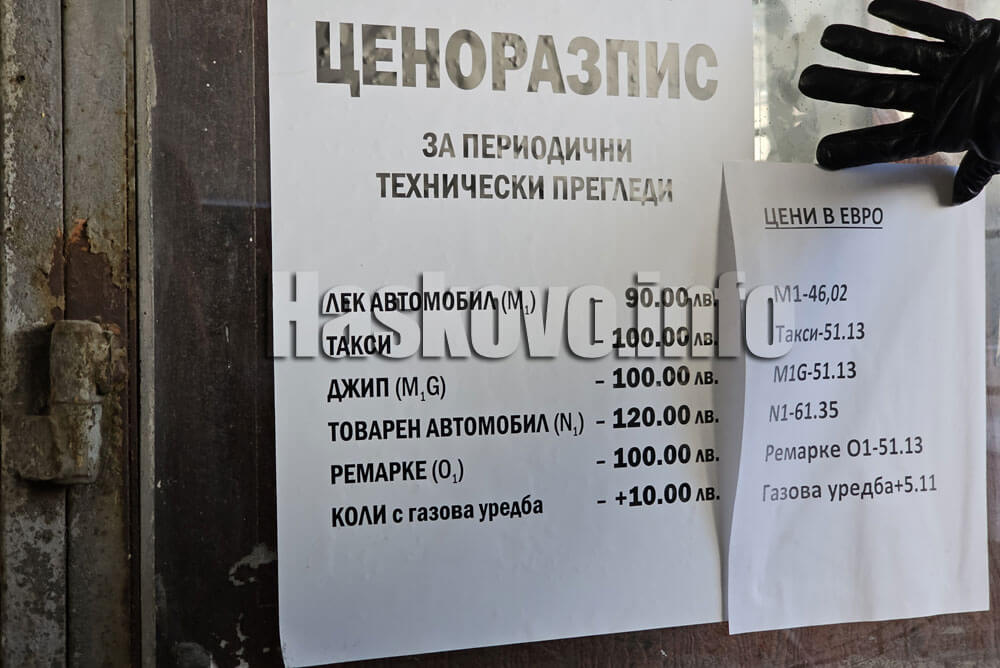 ЦЕНОРАЗПИС
ЗА ПЕРИОДИЧНИ
ТЕХНИЧЕСКИ ПРЕГЛЕДИ
ЛЕК АВТОМОБИЛ (M₁) - 90.00 лв.
ТАКСИ - 100.00 лв.
ДЖИП (M₁G) - 100.00 лв.
ТОВАРЕН АВТОМОБИЛ (N₁) - 120.00 лв.
РЕМАРКЕ (O₁) - 100.00 лв.
КОЛИ с газова уредба - +10.00 лв.
ЦЕНИ В ЕВРО
M1-46,02
Такси-51.13
M1G-51.13
N1-61.35
Ремарке О1-51.13
Газова уредба+5.11
Haskovo.info